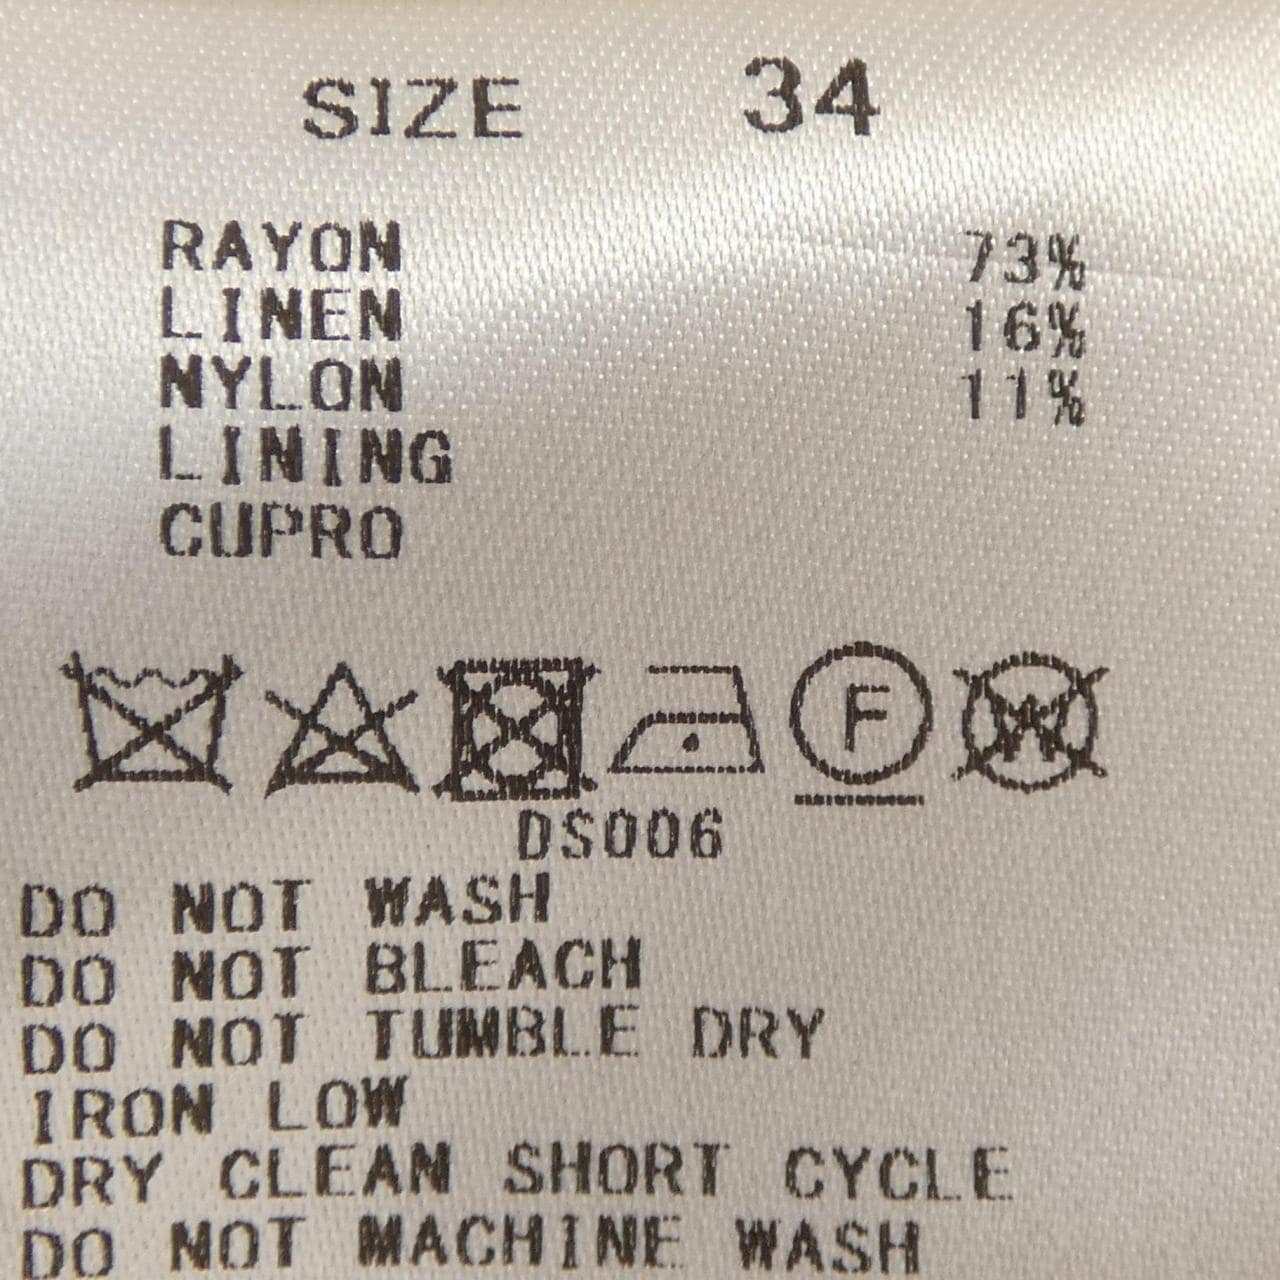 SIZE 34
RAYON 73%
LINEN 16%
NYLON 11%
LINING
CUPRO
F W
DS006
DO NOT WASH
DO NOT BLEACH
DO NOT TUMBLE DRY
IRON LOW
DRY CLEAN SHORT CYCLE
DO NOT MACHINE WASH